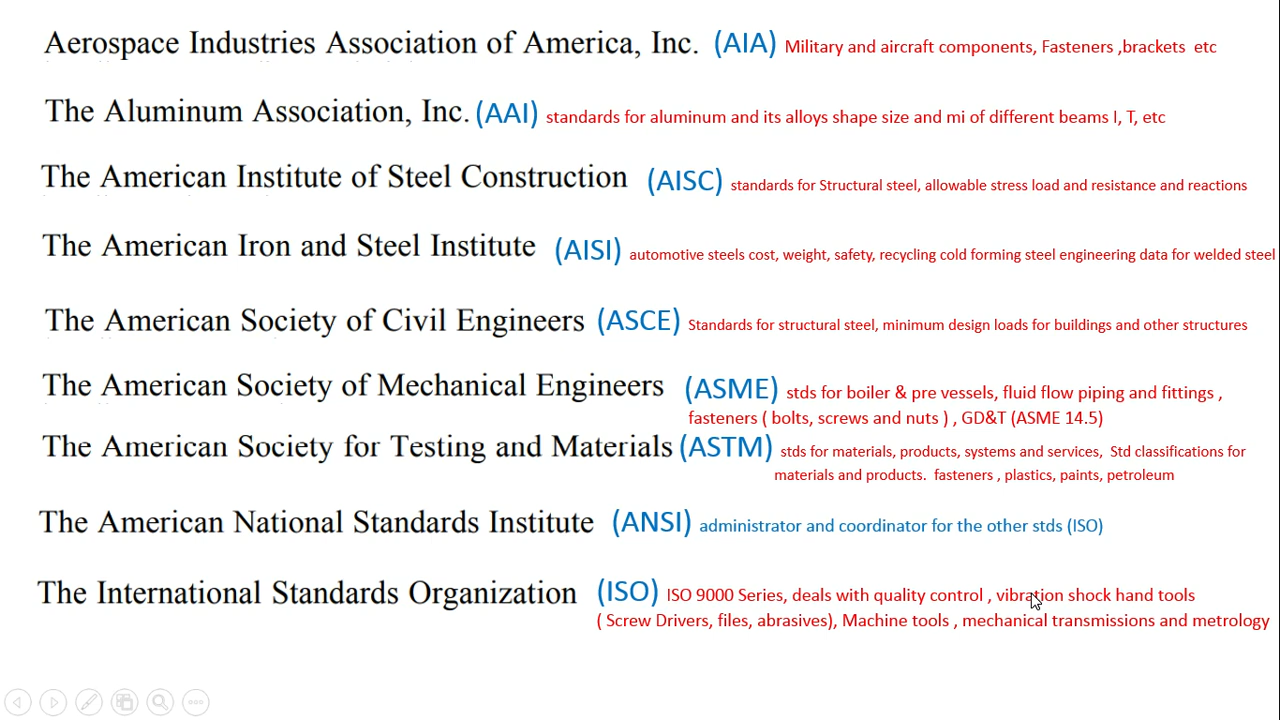 Aerospace Industries Association of America, Inc. (AIA) Military and aircraft components, Fasteners ,brackets etc
The Aluminum Association, Inc. (AAI) standards for aluminum and its alloys shape size and mi of different beams I, T, etc
The American Institute of Steel Construction (AISC) standards for Structural steel, allowable stress load and resistance and reactions
The American Iron and Steel Institute (AISI) automotive steels cost, weight, safety, recycling cold forming steel engineering data for welded steel
The American Society of Civil Engineers (ASCE) Standards for structural steel, minimum design loads for buildings and other structures
The American Society of Mechanical Engineers (ASME) stds for boiler & pre vessels, fluid flow piping and fittings ,
fasteners ( bolts, screws and nuts ) , GD&T (ASME 14.5)
The American Society for Testing and Materials (ASTM) stds for materials, products, systems and services, Std classifications for
materials and products. fasteners , plastics, paints, petroleum
The American National Standards Institute (ANSI) administrator and coordinator for the other stds (ISO)
The International Standards Organization (ISO) ISO 9000 Series, deals with quality control , vibration shock hand tools
( Screw Drivers, files, abrasives), Machine tools , mechanical transmissions and metrology